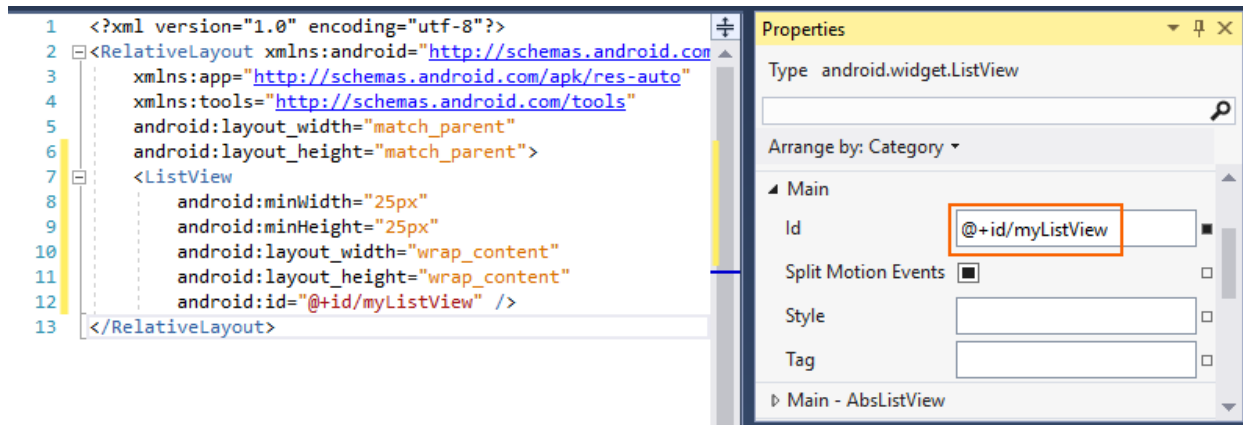 1 <?xml version="1.0" encoding="utf-8"?>
2 <RelativeLayout xmlns:android="http://schemas.android.com
3 xmlns:app="http://schemas.android.com/apk/res-auto"
4 xmlns:tools="http://schemas.android.com/tools"
5 android:layout_width="match_parent"
6 android:layout_height="match_parent">
7 <ListView
8 android:minWidth="25px"
9 android:minHeight="25px"
10 android:layout_width="wrap_content"
11 android:layout_height="wrap_content"
12 android:id="@+id/myListView" />
13 </RelativeLayout>
Properties
Type android.widget.ListView
Arrange by: Category
Main
Id @+id/myListView
Split Motion Events
Style
Tag
Main - AbsListView